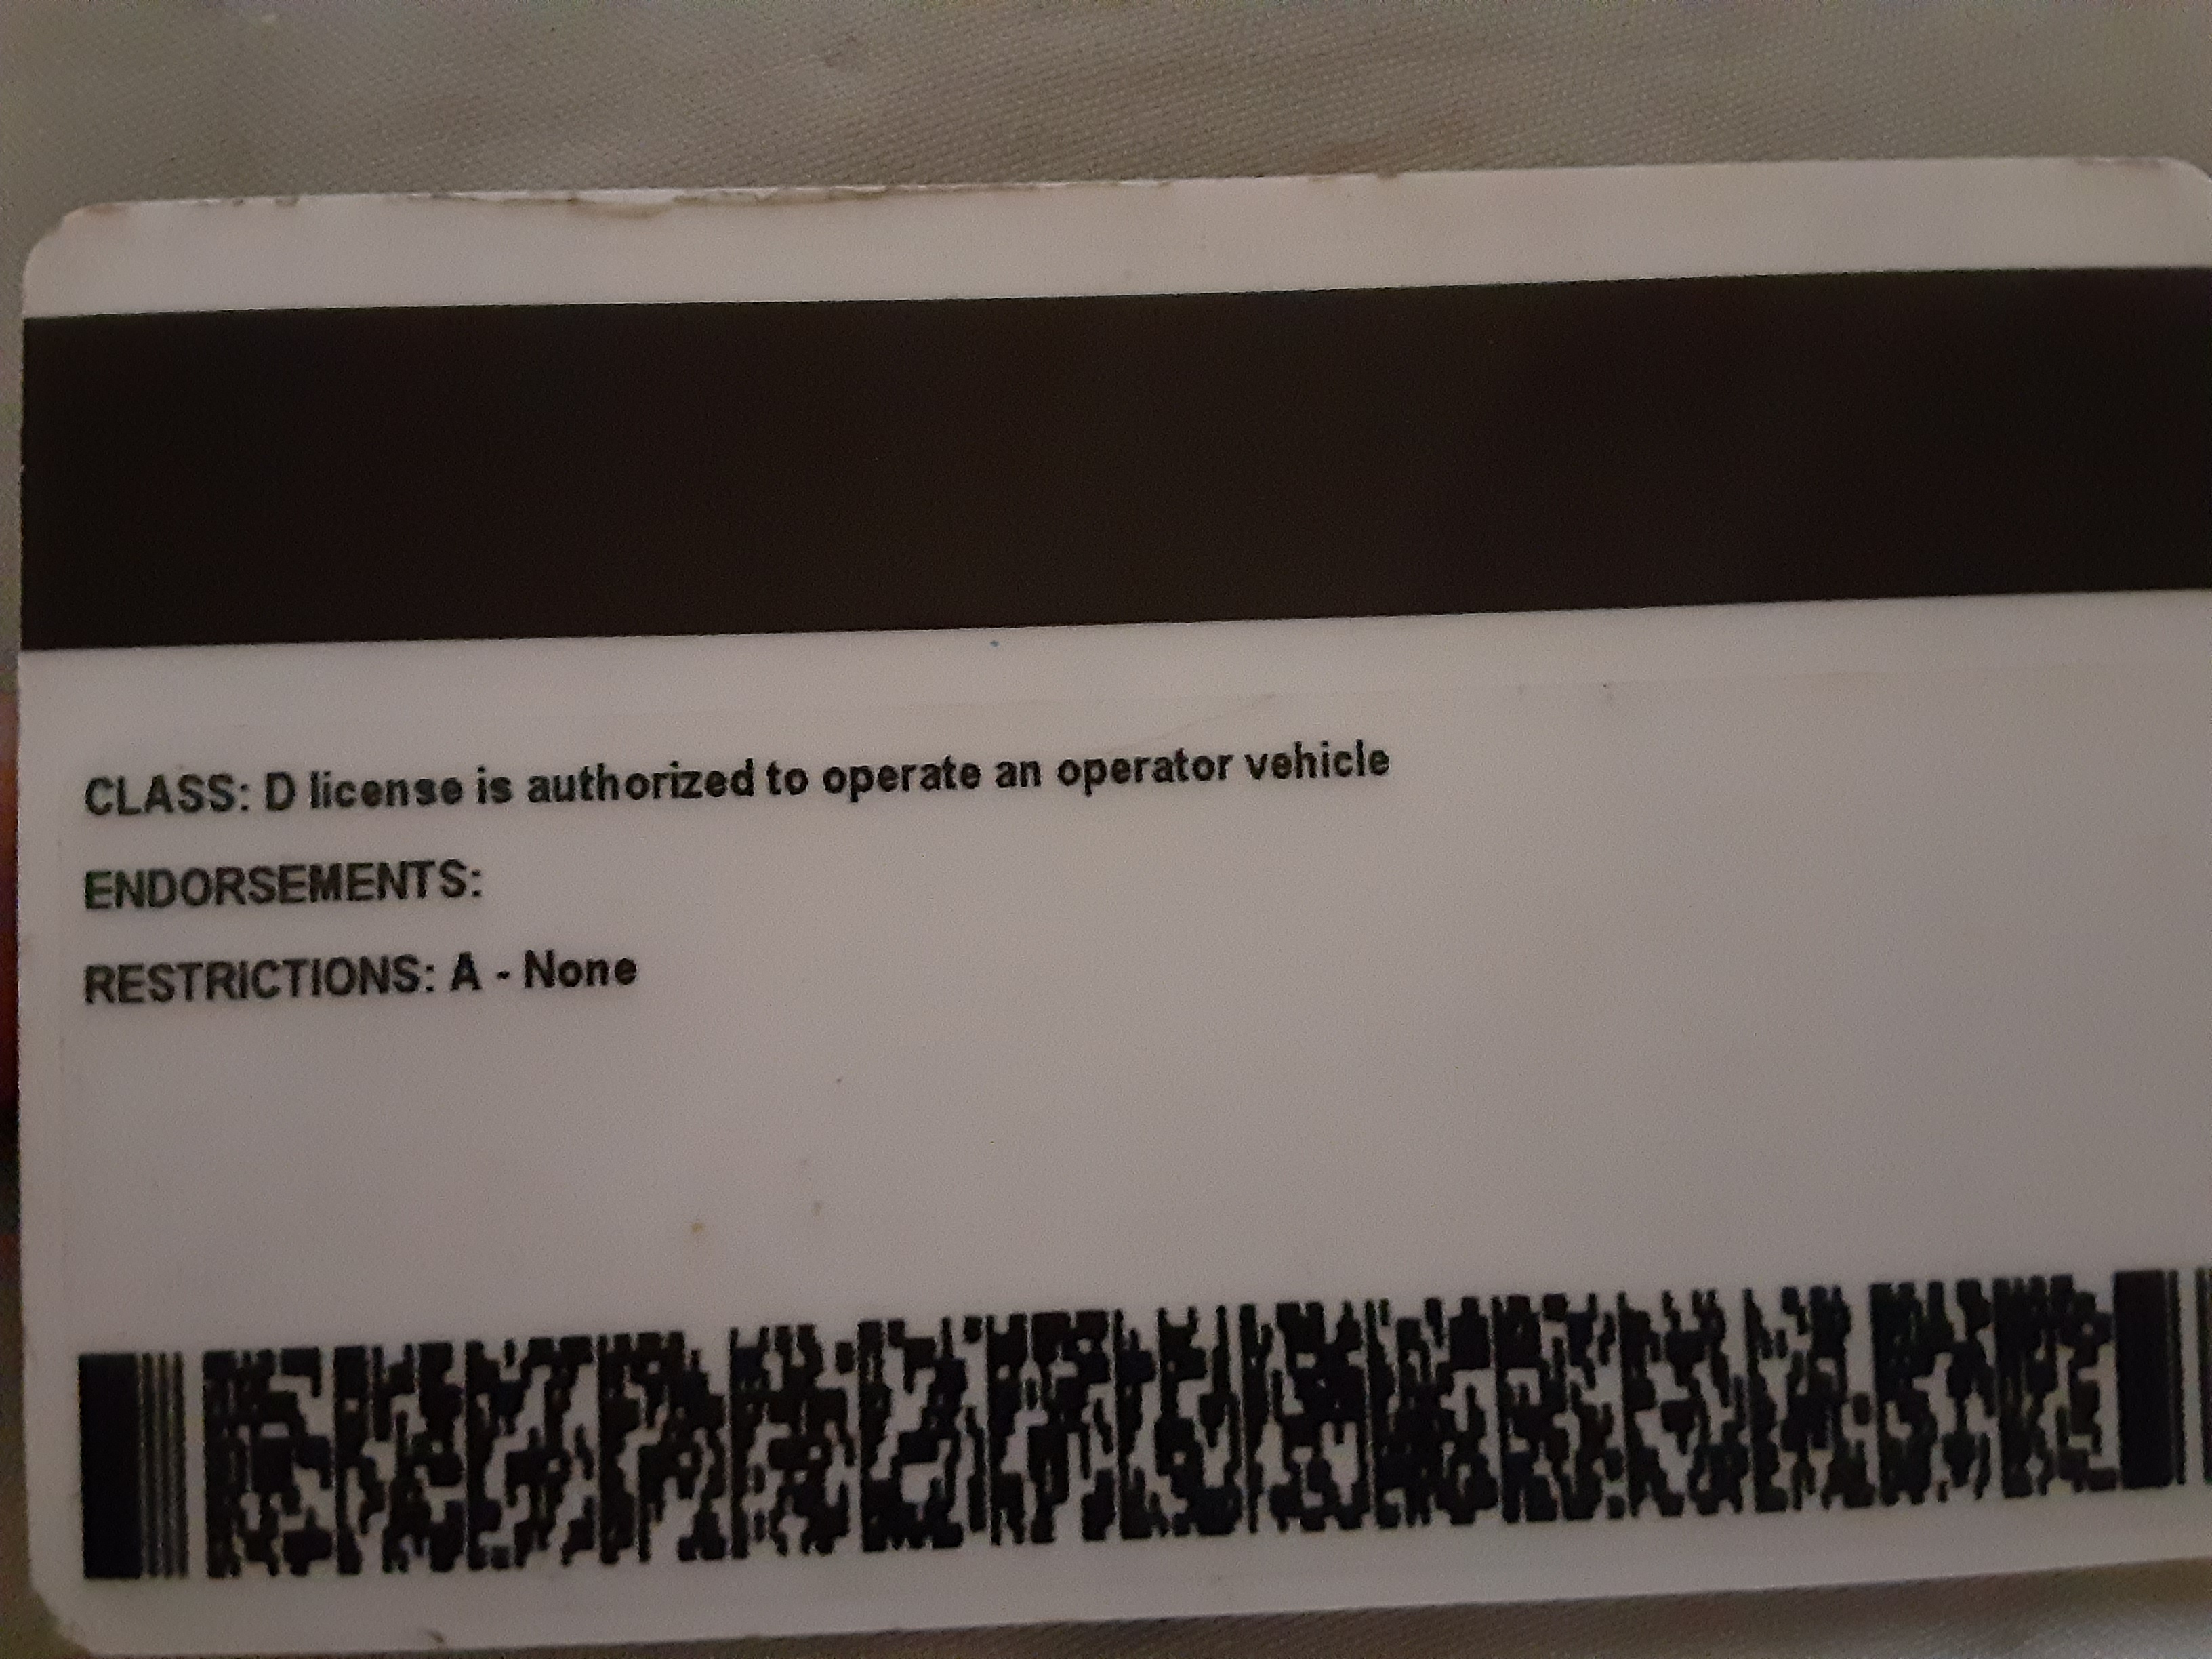 CLASS: D license is authorized to operate an operator vehicle
ENDORSEMENTS:
RESTRICTIONS: A - None